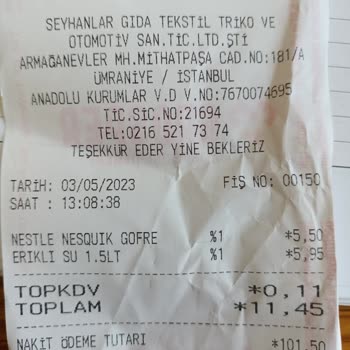 SEYHANLAR GIDA TEKSTİL TRİKO VE
OTOMOTİV SAN.TİC.LTD.ŞTİ
ARMAĞANEVLER MH.MİTHATPAŞA CAD.NO:181/A
ÜMRANİYE / İSTANBUL
ANADOLU KURUMLAR V.D V.NO:7670074695
TİC.SİC.NO:21694
TEL:0216 521 73 74
TEŞEKKÜR EDER YİNE BEKLERİZ
TARİH: 03/05/2023 FİŞ NO: 00150
SAAT : 13:08:38
NESTLE NESQUIK GOFRE %1 *5,50
ERIKLI SU 1.5LT %1 *5,95
TOPKDV *0,11
TOPLAM *11,45
NAKİT ÖDEME TUTARI *101,50